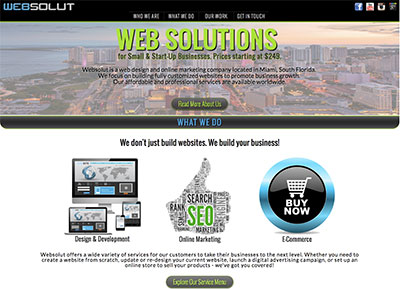 WEBSOLUT
WHO WE ARE WHAT WE DO OUR WORK GET IN TOUCH
WEB SOLUTIONS
for Small & Start-Up Businesses. Prices starting at $249.
Websolut is a web design and online marketing company located in Miami, South Florida.
We focus on building fully customized websites to promote business growth.
Our affordable and professional services are available worldwide.
Read More About Us
WHAT WE DO
We don't just build websites. We build your business!
SEARCH
RANK
SEO
MARKETING
BUY
NOW
Design & Development
Online Marketing
E-Commerce
Websolut offers a wide variety of services for our customers to take their businesses to the next level. Whether you need to
create a website from scratch, update or re-design your current website, launch a digital advertising campaign, or set up an
online store to sell your products - we've got you covered!
Explore Our Service Menu